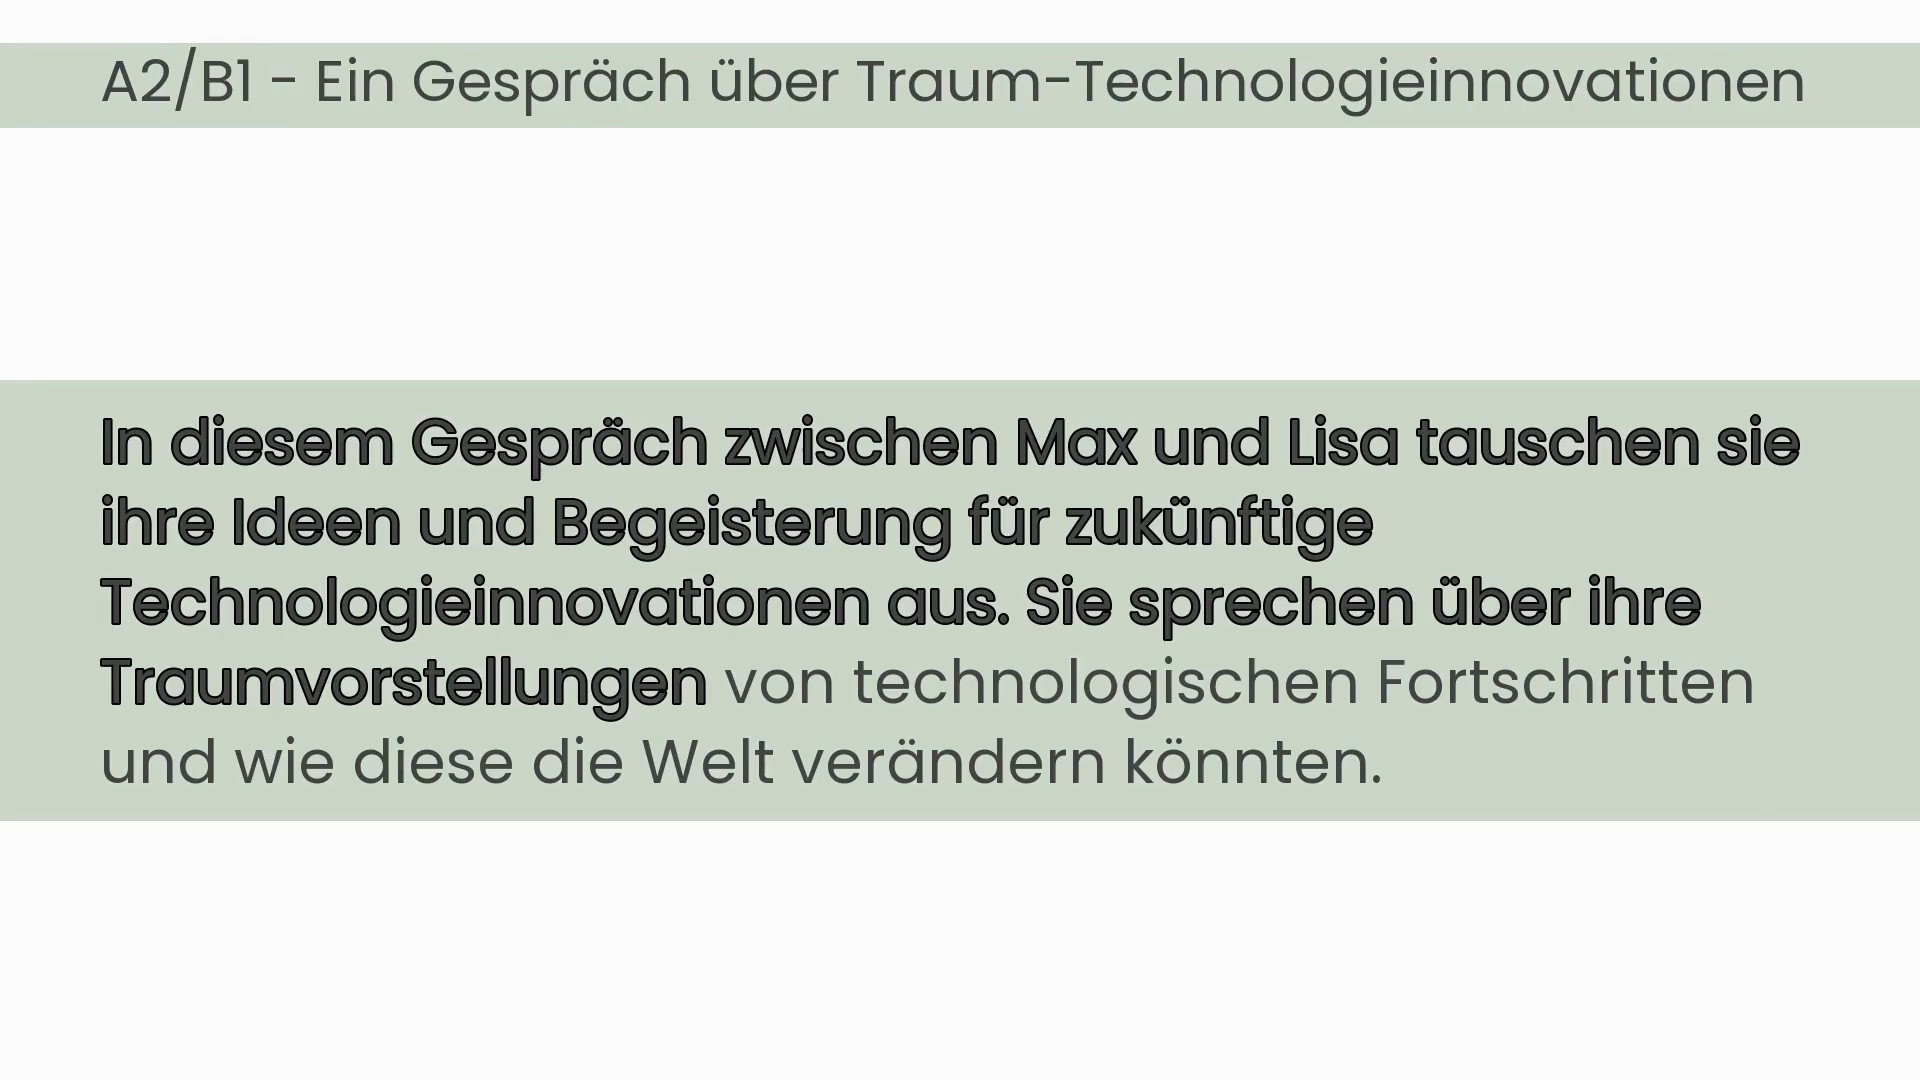 A2/B1 - Ein Gespräch über Traum-Technologieinnovationen
In diesem Gespräch zwischen Max und Lisa tauschen sie
ihre Ideen und Begeisterung für zukünftige
Technologieinnovationen aus. Sie sprechen über ihre
Traumvorstellungen von technologischen Fortschritten
und wie diese die Welt verändern könnten.